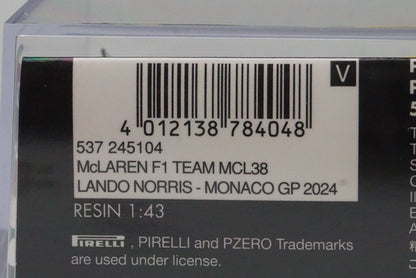 V
4 012138 784048
537 245104
McLAREN F1 TEAM MCL38
LANDO NORRIS - MONACO GP 2024
RESIN 1:43
PIRELLI, PIRELLI and PZERO Trademarks
are used under license.